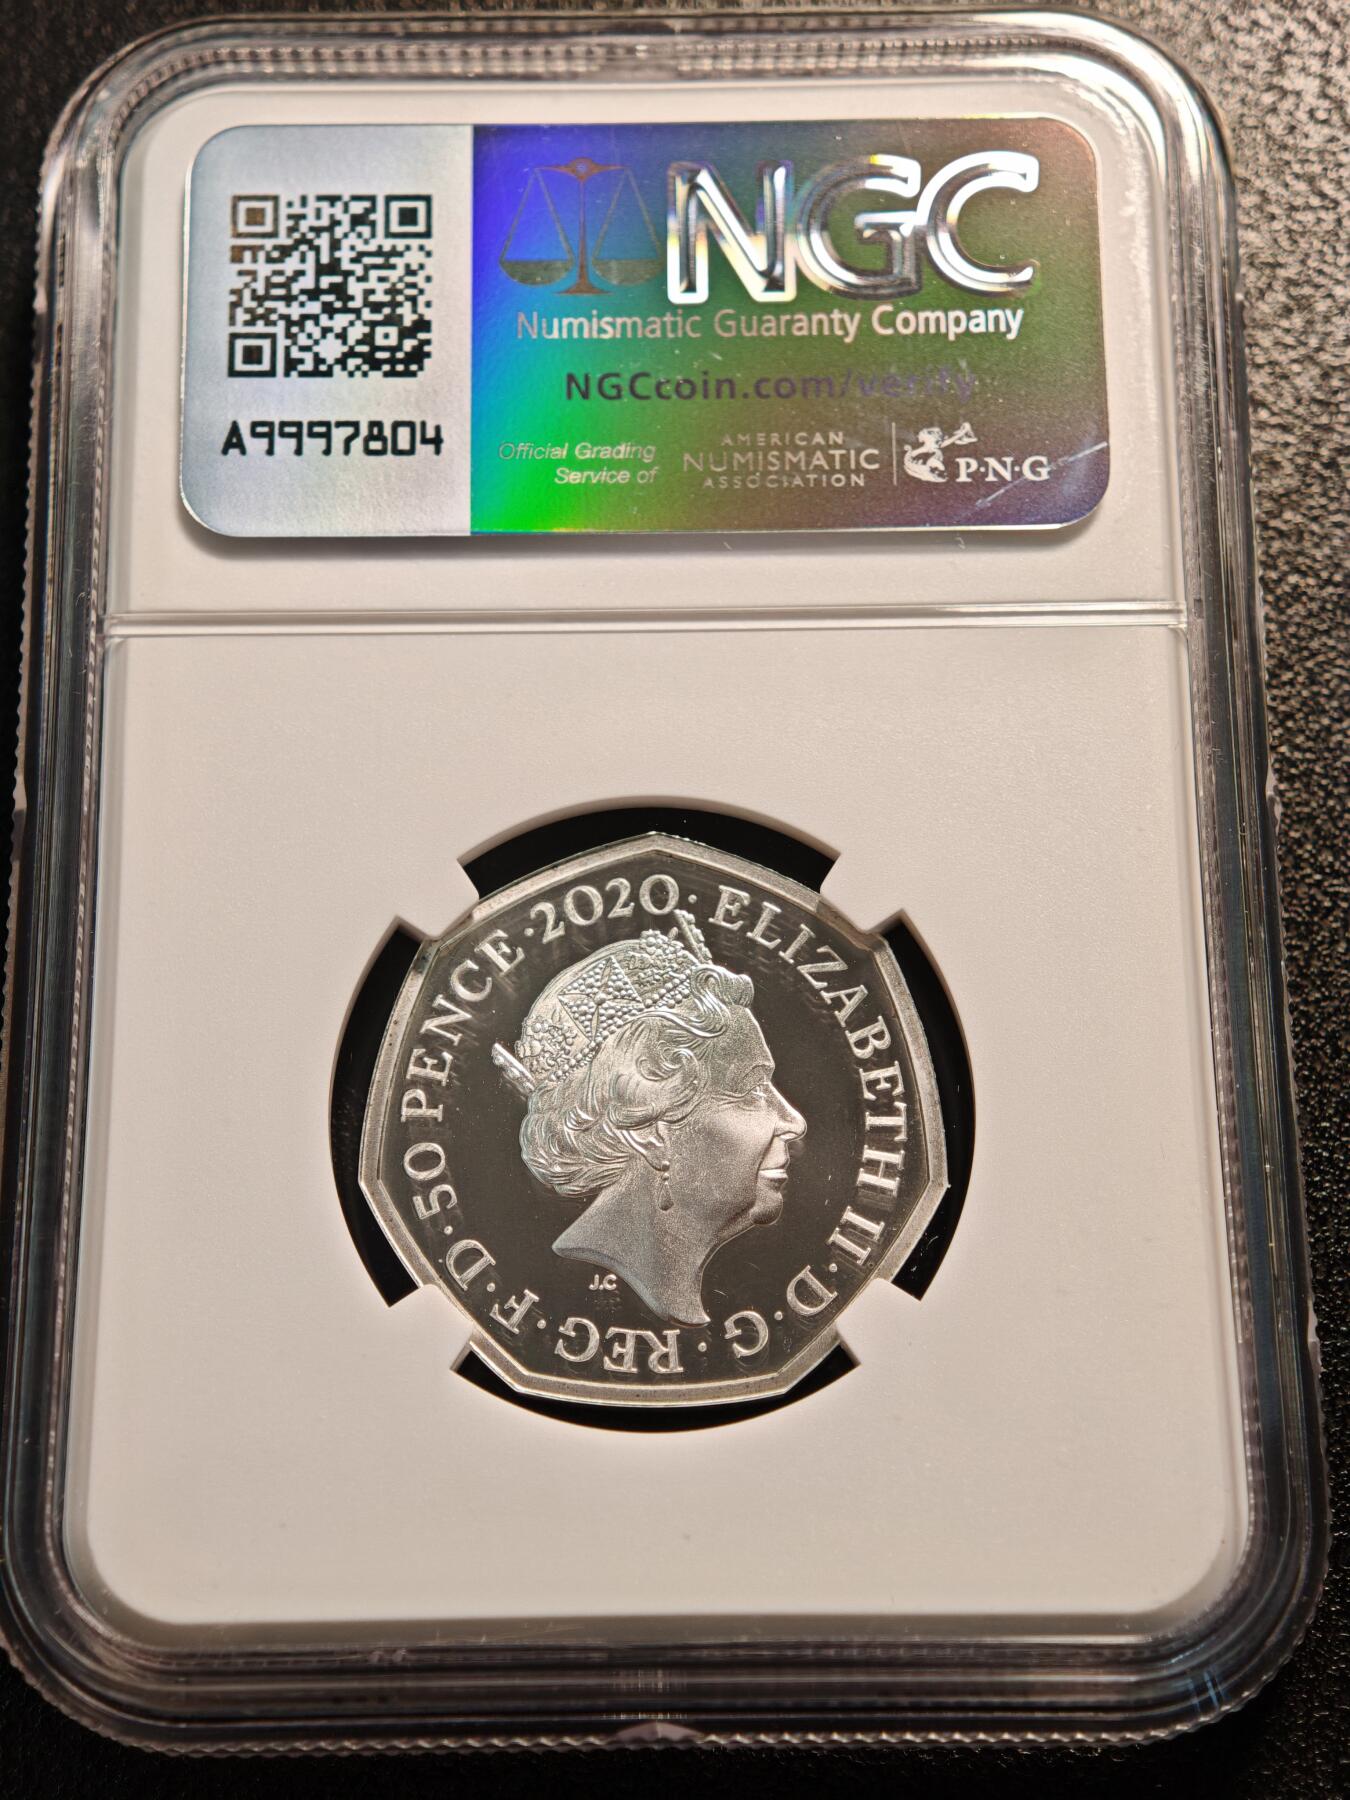 NGC
Numismatic Guaranty Company
NGCcoin.com/verify
A9997804
Official Grading
Service of
AMERICAN
NUMISMATIC
ASSOCIATION
P·N·G
ELIZABETH II · D · G · REG · F · D · 50 PENCE · 2020 ·
J.C